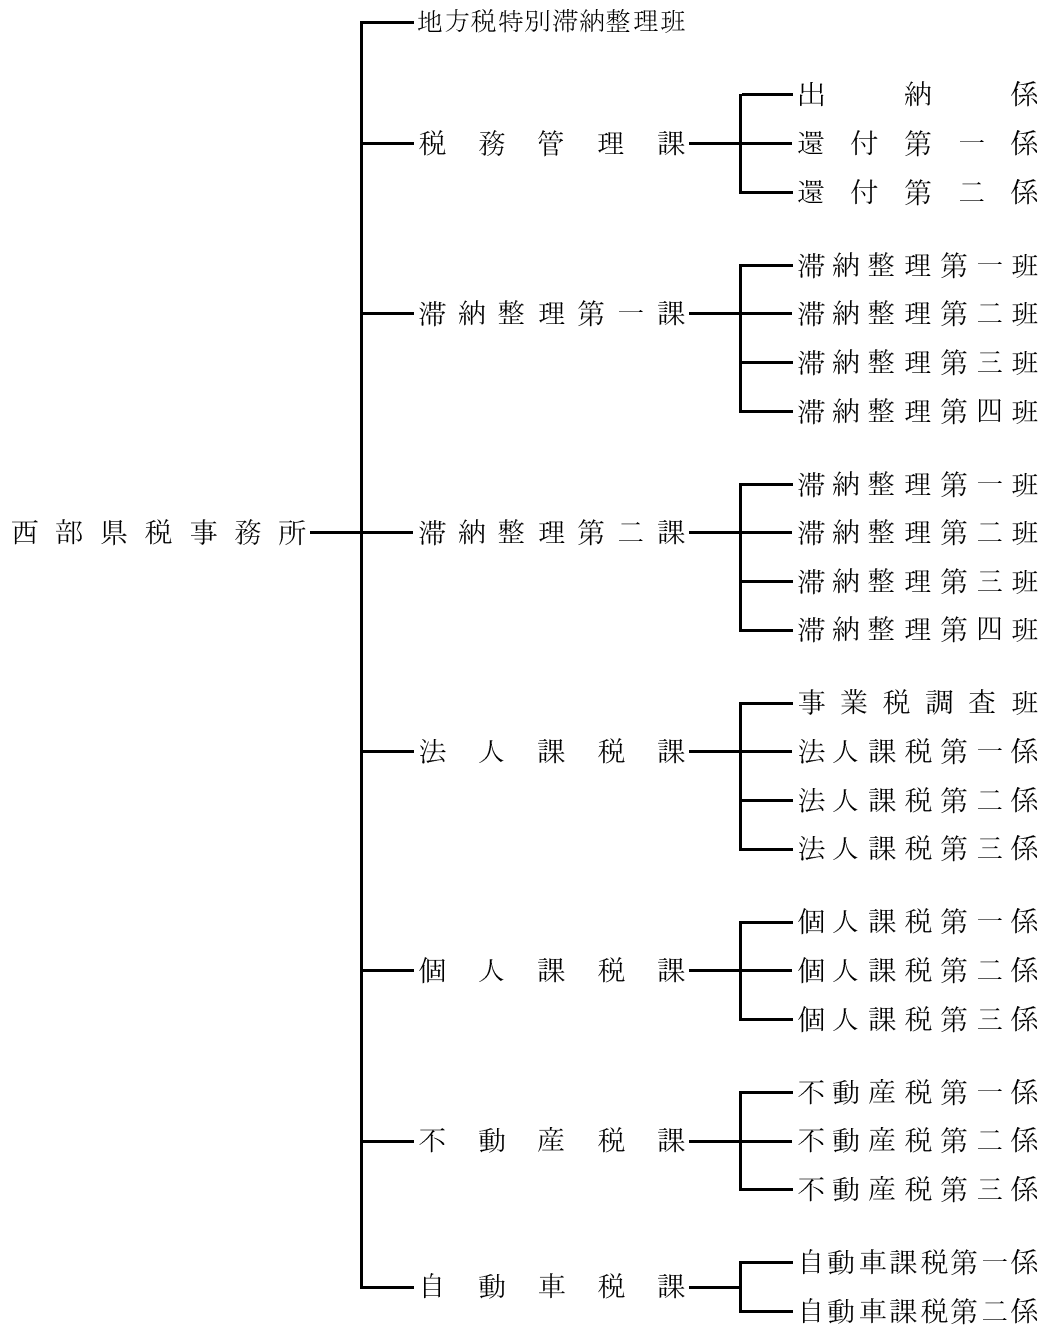 地方税特別滞納整理班
出納係
税務管理課
還付第一係
還付第二係
滞納整理第一班
滞納整理第一課
滞納整理第二班
滞納整理第三班
滞納整理第四班
滞納整理第一班
西部県税事務所
滞納整理第二課
滞納整理第二班
滞納整理第三班
滞納整理第四班
事業税調査班
法人課税課
法人課税第一係
法人課税第二係
法人課税第三係
個人課税第一係
個人課税課
個人課税第二係
個人課税第三係
不動産税第一係
不動産税課
不動産税第二係
不動産税第三係
自動車課税第一係
自動車税課
自動車課税第二係